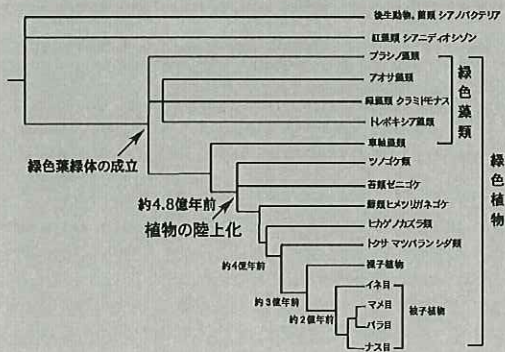 後生動物、菌類 シアノバクテリア
紅藻類 シアニディオシゾン
プラシノ藻類
アオサ藻類
緑藻類 クラミドモナス
トレボキシア藻類
車軸藻類
緑色藻類
緑色植物
緑色葉緑体の成立
ツノゴケ類
約4.8億年前
苔類ゼニゴケ
植物の陸上化
蘚類ヒメツリガネゴケ
ヒカゲノカズラ類
トクサ マツバラン シダ類
約4億年前
裸子植物
約3億年前
イネ目
約2億年前
マメ目
被子植物
バラ目
ナス目